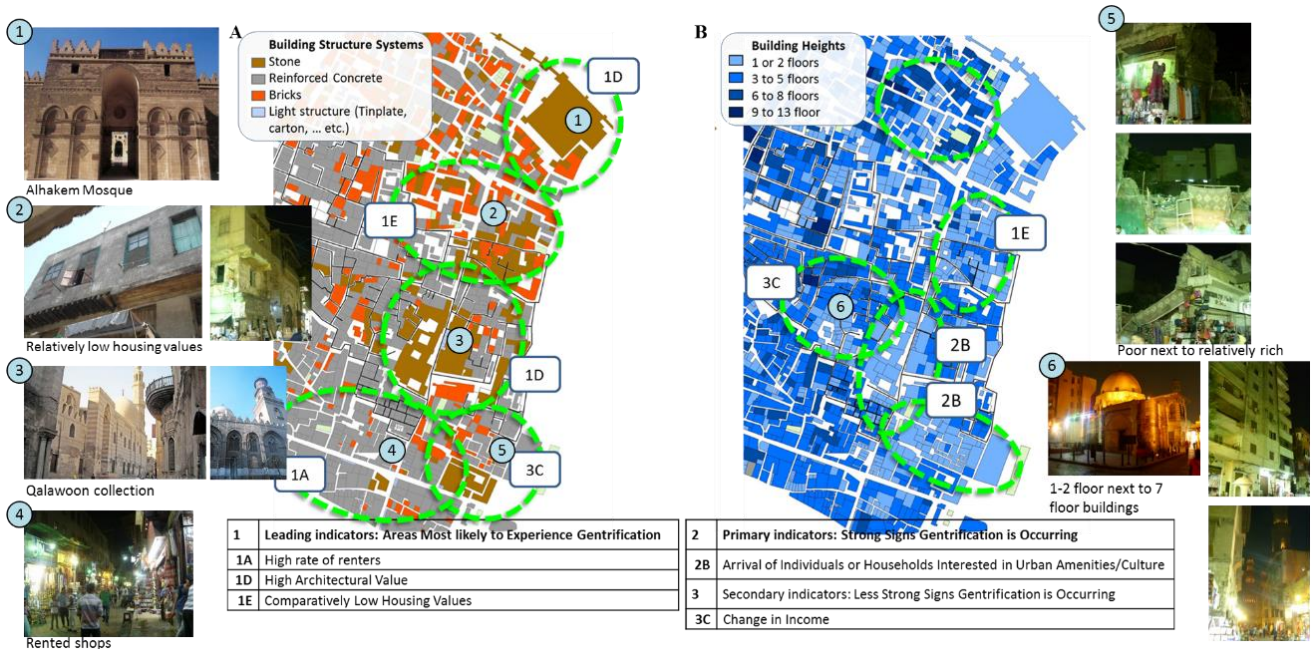 1
Alhakem Mosque
2
Relatively low housing values
3
Qalawoon collection
4
Rented shops
A
Building Structure Systems
Stone
Reinforced Concrete
Bricks
Light structure (Tinplate,
carton, ... etc.)
1D
1
2
1E
3
1D
4
5
1A
3C
1 Leading indicators: Areas Most likely to Experience Gentrification
1A High rate of renters
1D High Architectural Value
1E Comparatively Low Housing Values
B
Building Heights
1 or 2 floors
3 to 5 floors
6 to 8 floors
9 to 13 floor
1E
3C
6
2B
2B
2 Primary indicators: Strong Signs Gentrification is Occurring
2B Arrival of Individuals or Households Interested in Urban Amenities/Culture
3 Secondary indicators: Less Strong Signs Gentrification is Occurring
3C Change in Income
5
Poor next to relatively rich
6
1-2 floor next to 7
floor buildings